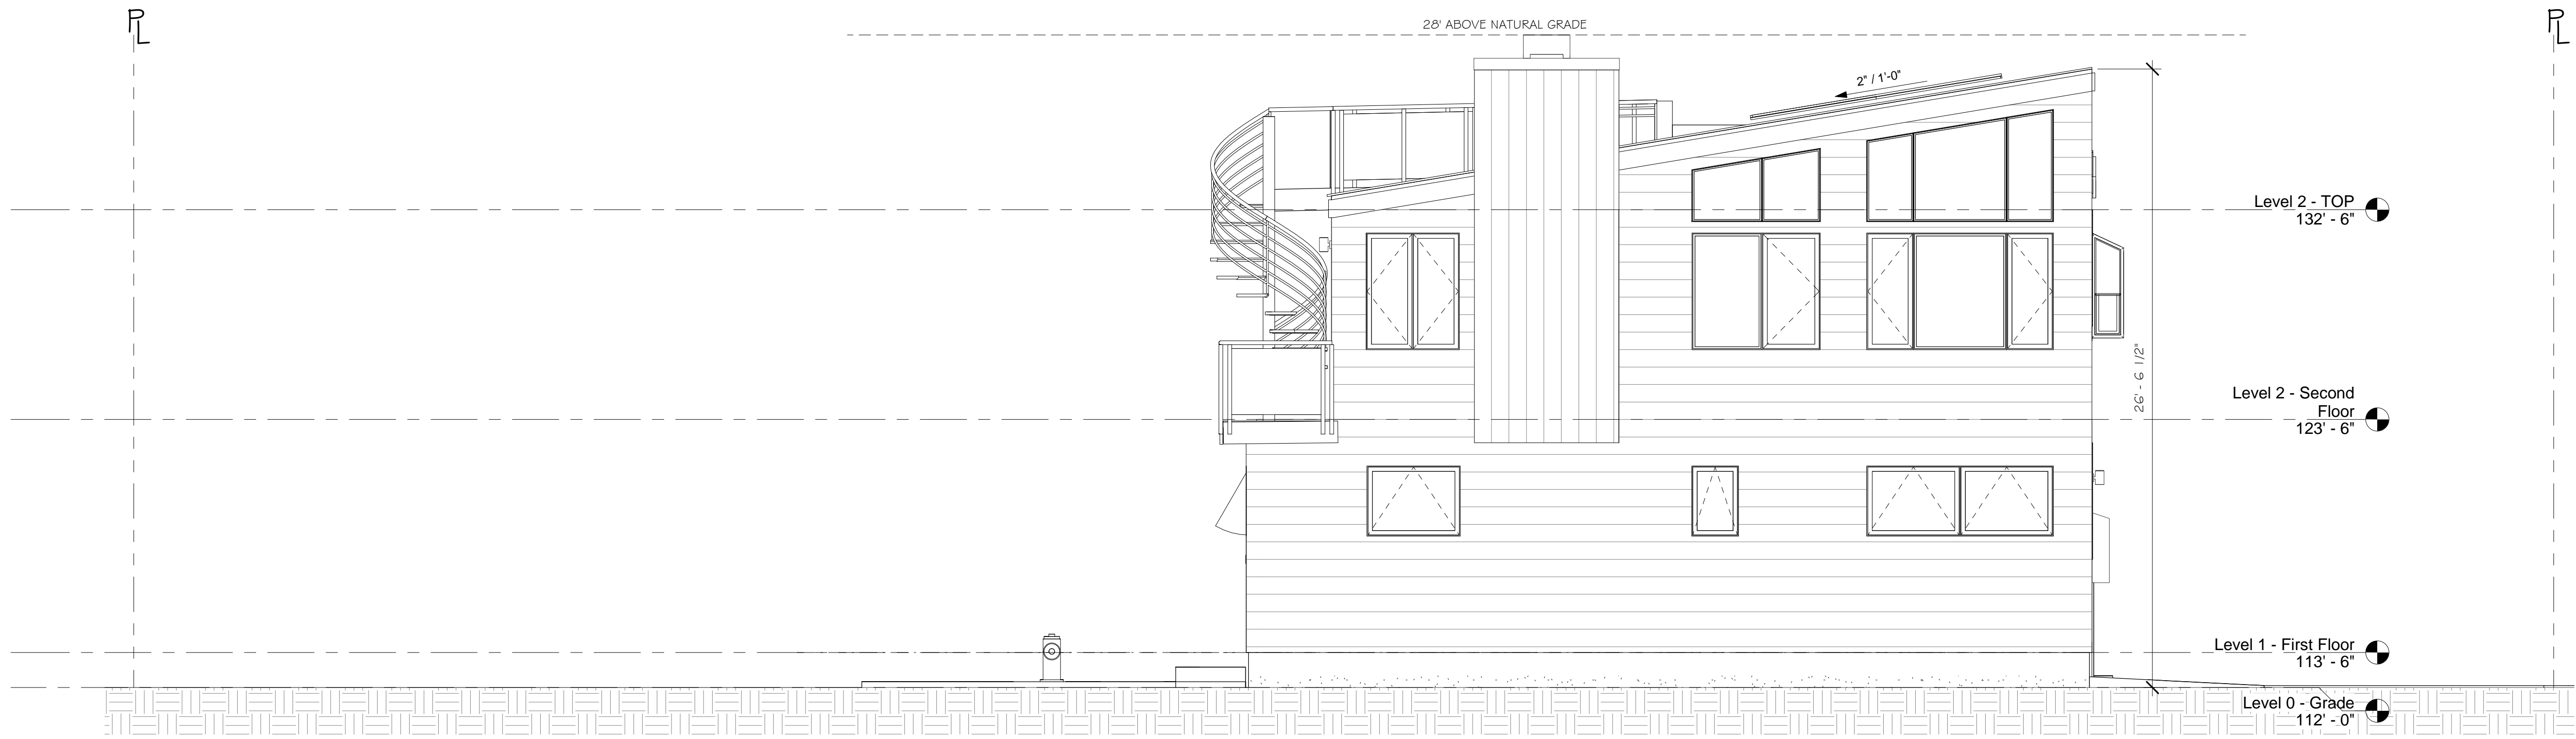 PL
PL
28' ABOVE NATURAL GRADE
2" / 1'-0"
Level 2 - TOP
132' - 6"
26' - 6 1/2"
Level 2 - Second
Floor
123' - 6"
Level 1 - First Floor
113' - 6"
Level 0 - Grade
112' - 0"